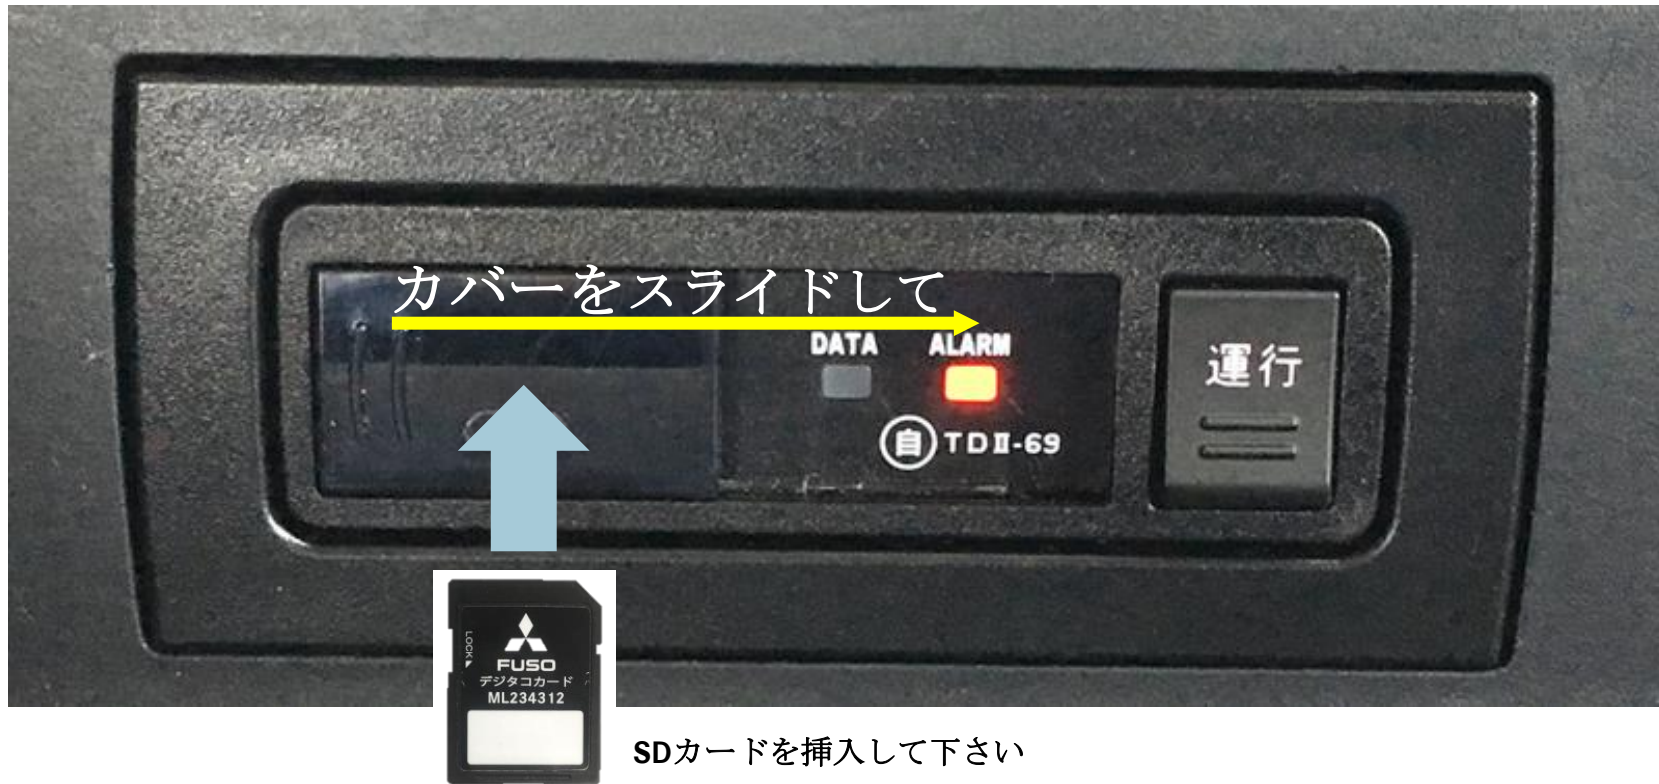 カバーをスライドして
DATA ALARM
運行
自 TDⅡ-69
LOCK
FUSO
デジタコカード
ML234312
SDカードを挿入して下さい